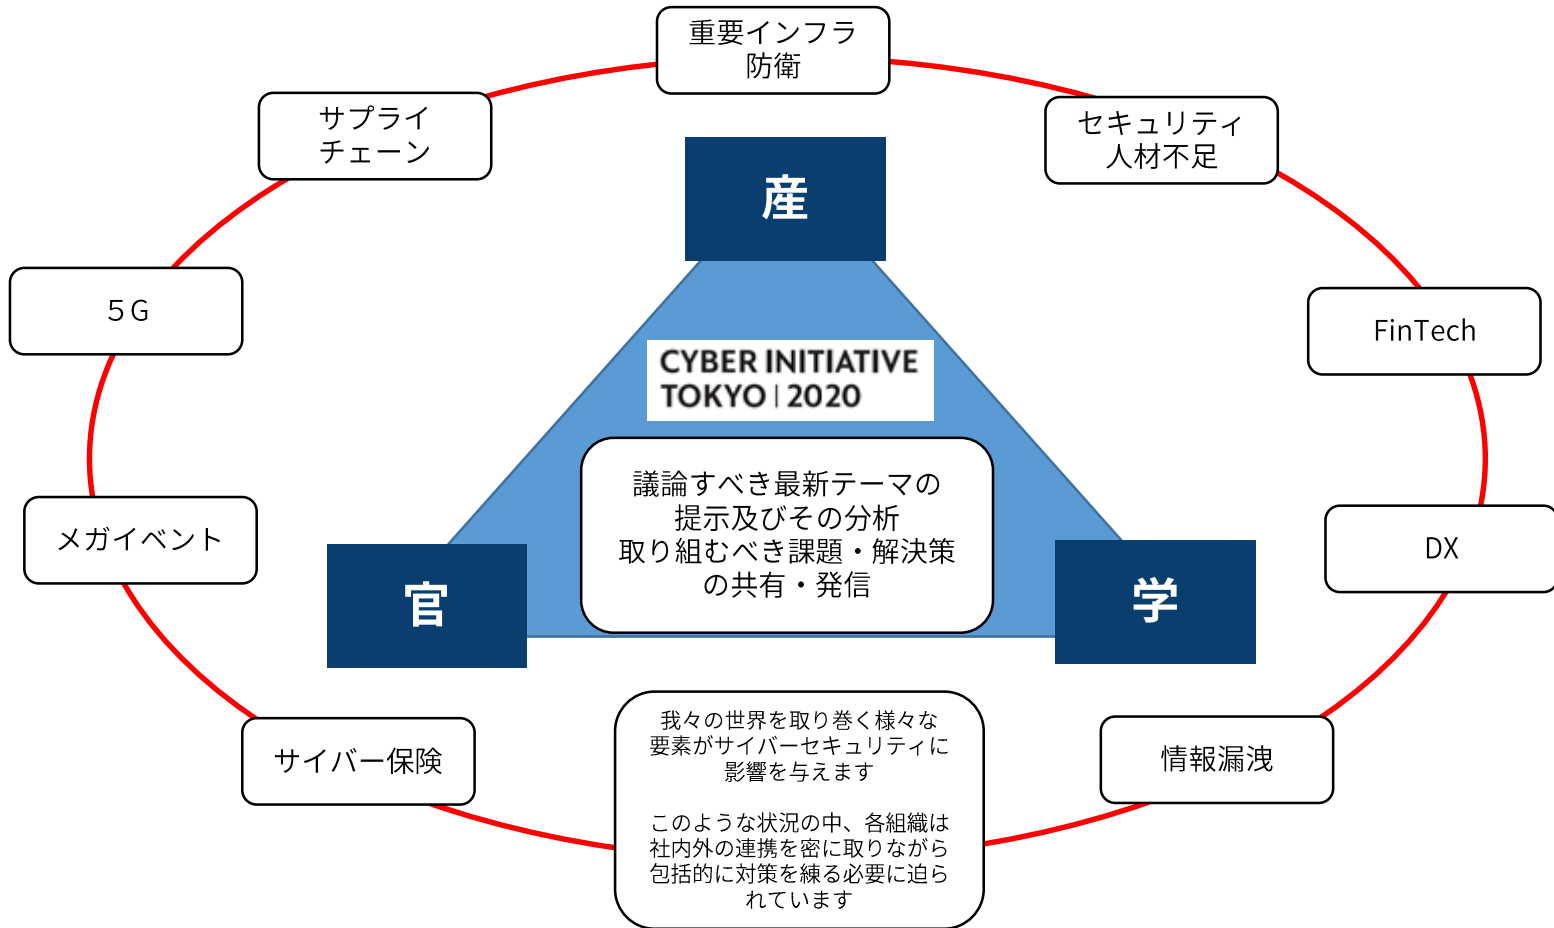 重要インフラ
防衛
サプライ
チェーン
セキュリティ
人材不足
産
５G
FinTech
CYBER INITIATIVE
TOKYO | 2020
議論すべき最新テーマの
提示及びその分析
取り組むべき課題・解決策
の共有・発信
メガイベント
DX
官
学
サイバー保険
情報漏洩
我々の世界を取り巻く様々な
要素がサイバーセキュリティに
影響を与えます
このような状況の中、各組織は
社内外の連携を密に取りながら
包括的に対策を練る必要に迫ら
れています